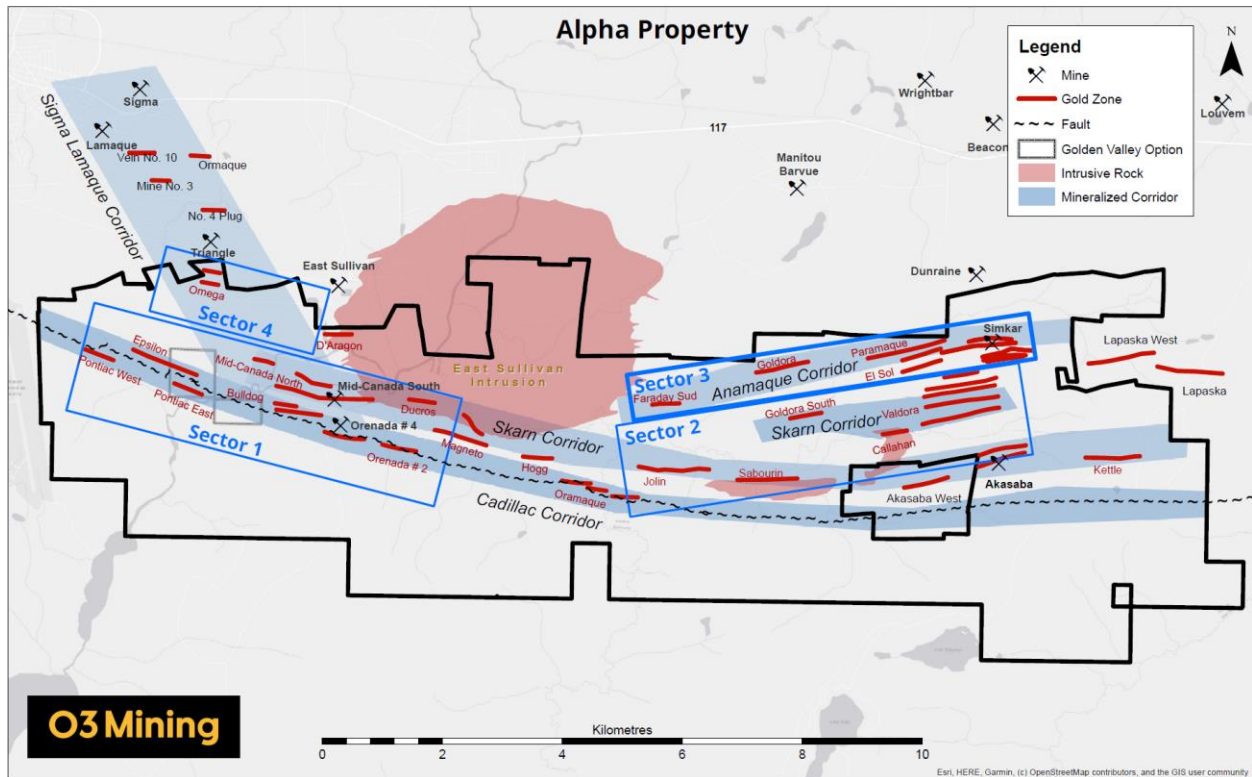 Alpha Property
Legend
Mine
Gold Zone
Fault
Golden Valley Option
Intrusive Rock
Mineralized Corridor
N
Sigma
Lamaque
Vein No. 10
Ormaque
Mine No. 3
No. 4 Plug
Triangle
Omega
Sigma Lamaque Corridor
Sector 4
117
Wrightbar
Beacon
Louvem
Manitou
Barvue
East Sullivan
Dunraine
D'Aragon
East Sullivan
Intrusion
Simkar
Paramaque
Goldora
El Sol
Anamaque Corridor
Sector 3
Faraday Sud
Lapaska West
Lapaska
Pontiac West
Epsilon
Mid-Canada North
Mid-Canada South
Bulldog
Pontiac East
Ducros
Orenada # 4
Magneto
Orenada # 2
Sector 1
Skarn Corridor
Hogg
Oramaque
Cadillac Corridor
Sector 2
Goldora South
Skarn Corridor
Valdora
Callahan
Jolin
Sabourin
Akasaba
Akasaba West
Kettle
O3 Mining
Kilometres
0 2 4 6 8 10
Esri, HERE, Garmin, (c) OpenStreetMap contributors, and the GIS user community